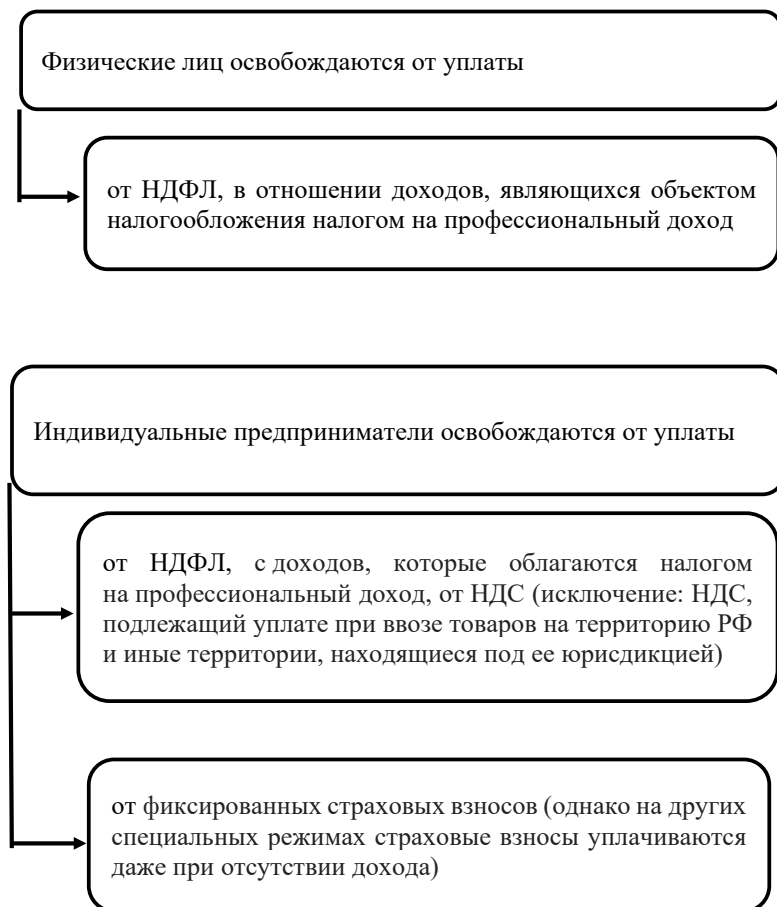 Физические лиц освобождаются от уплаты
от НДФЛ, в отношении доходов, являющихся объектом
налогообложения налогом на профессиональный доход
Индивидуальные предприниматели освобождаются от уплаты
от НДФЛ, с доходов, которые облагаются налогом
на профессиональный доход, от НДС (исключение: НДС,
подлежащий уплате при ввозе товаров на территорию РФ
и иные территории, находящиеся под ее юрисдикцией)
от фиксированных страховых взносов (однако на других
специальных режимах страховые взносы уплачиваются
даже при отсутствии дохода)